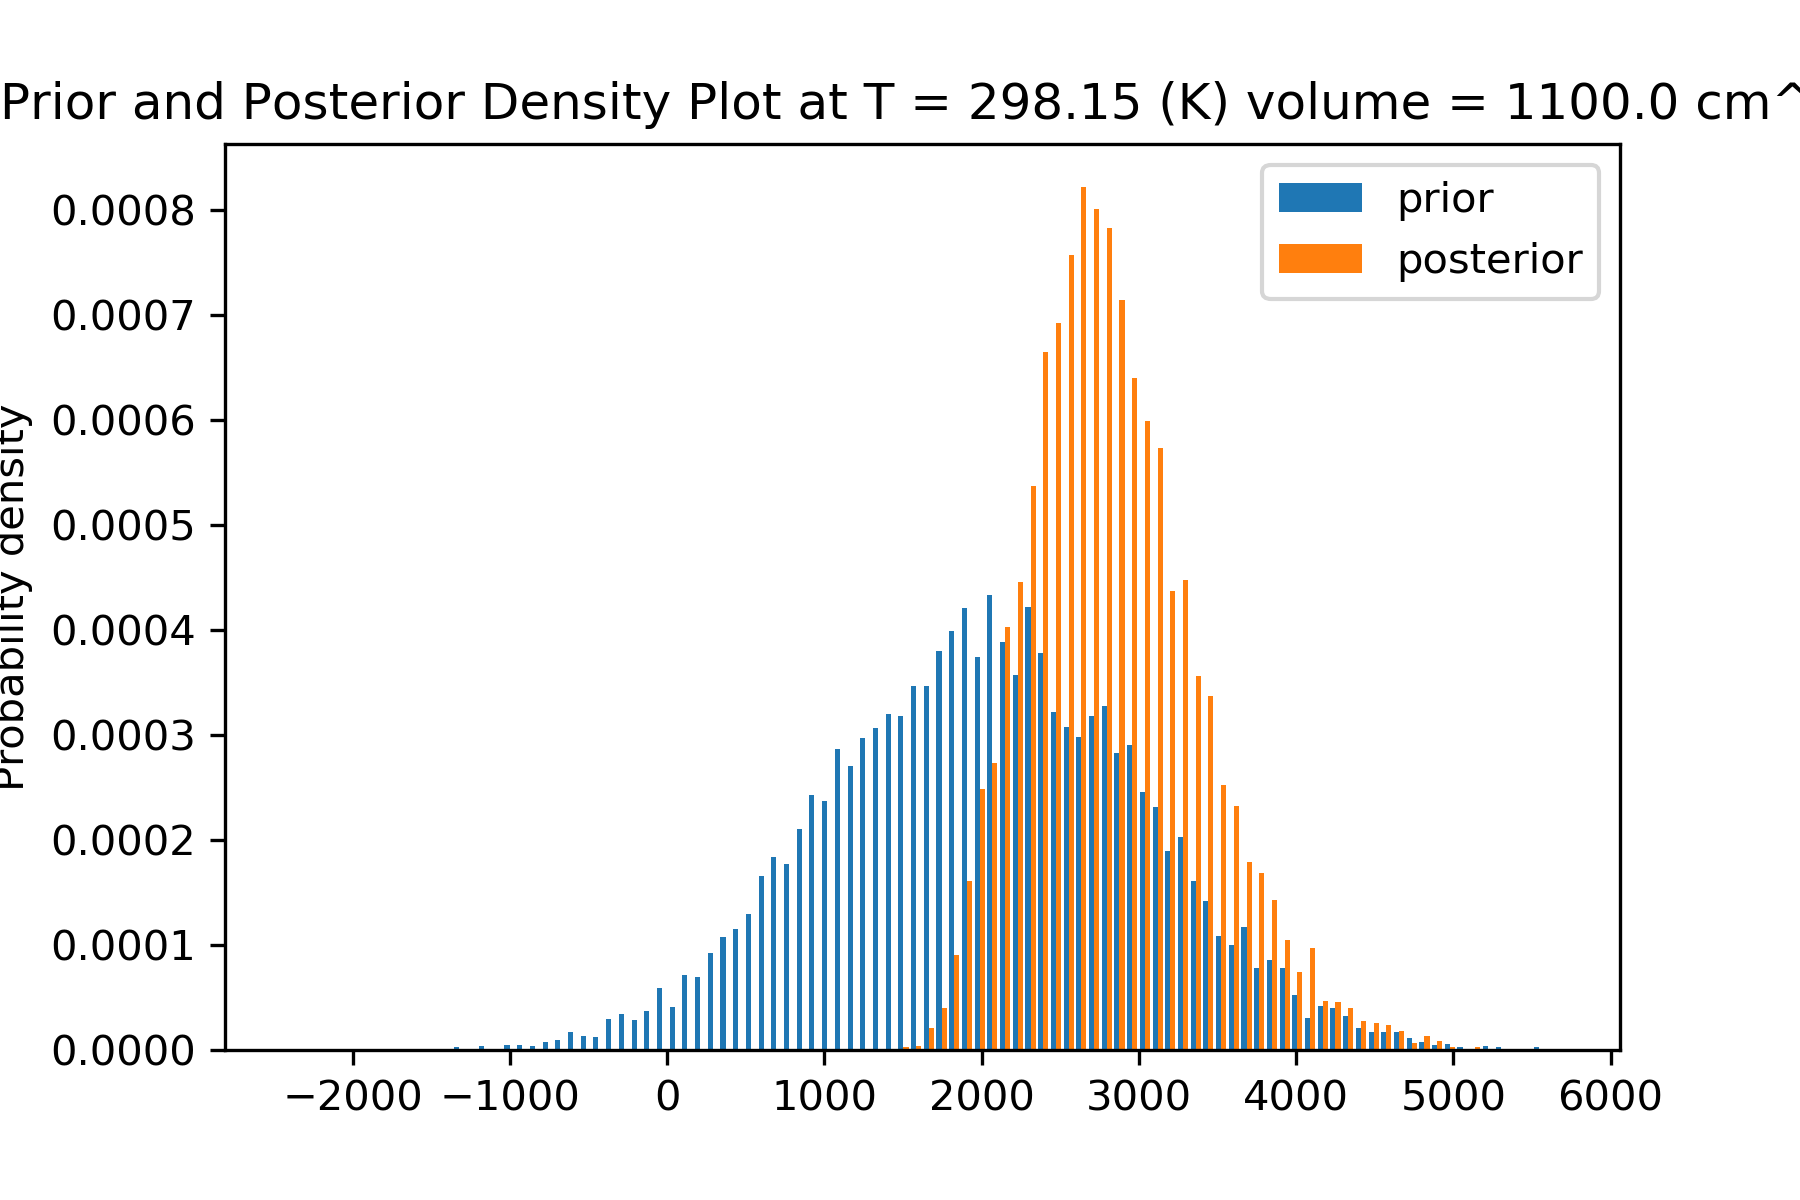 Prior and Posterior Density Plot at T = 298.15 (K) volume = 1100.0 cm^
prior
posterior
Probability density
0.0008
0.0007
0.0006
0.0005
0.0004
0.0003
0.0002
0.0001
0.0000
−2000 −1000 0 1000 2000 3000 4000 5000 6000